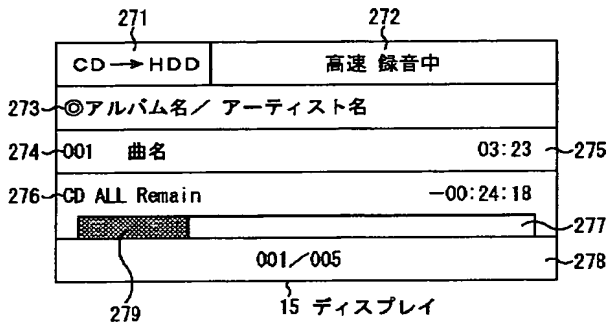 271 272
CD→HDD 高速 録音中
273 ◎アルバム名／ アーティスト名
274 001 曲名 03:23 275
276 CD ALL Remain −00:24:18
277
001／005 278
279 15 ディスプレイ